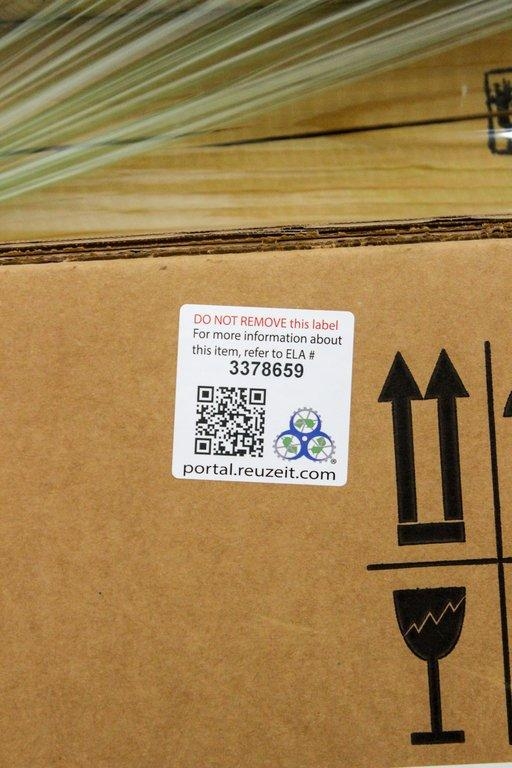 DO NOT REMOVE this label
For more information about
this item, refer to ELA #
3378659
®
portal.reuzeit.com